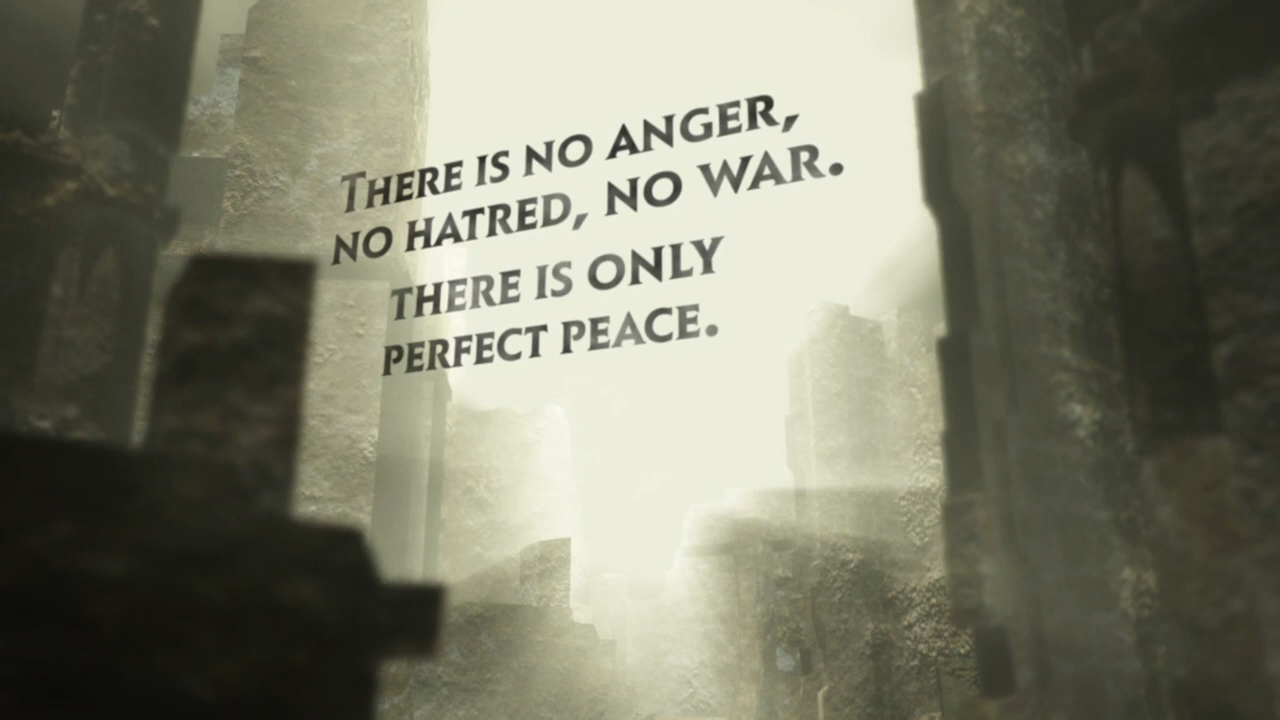 There is no anger,
no hatred, no war.
there is only
perfect peace.